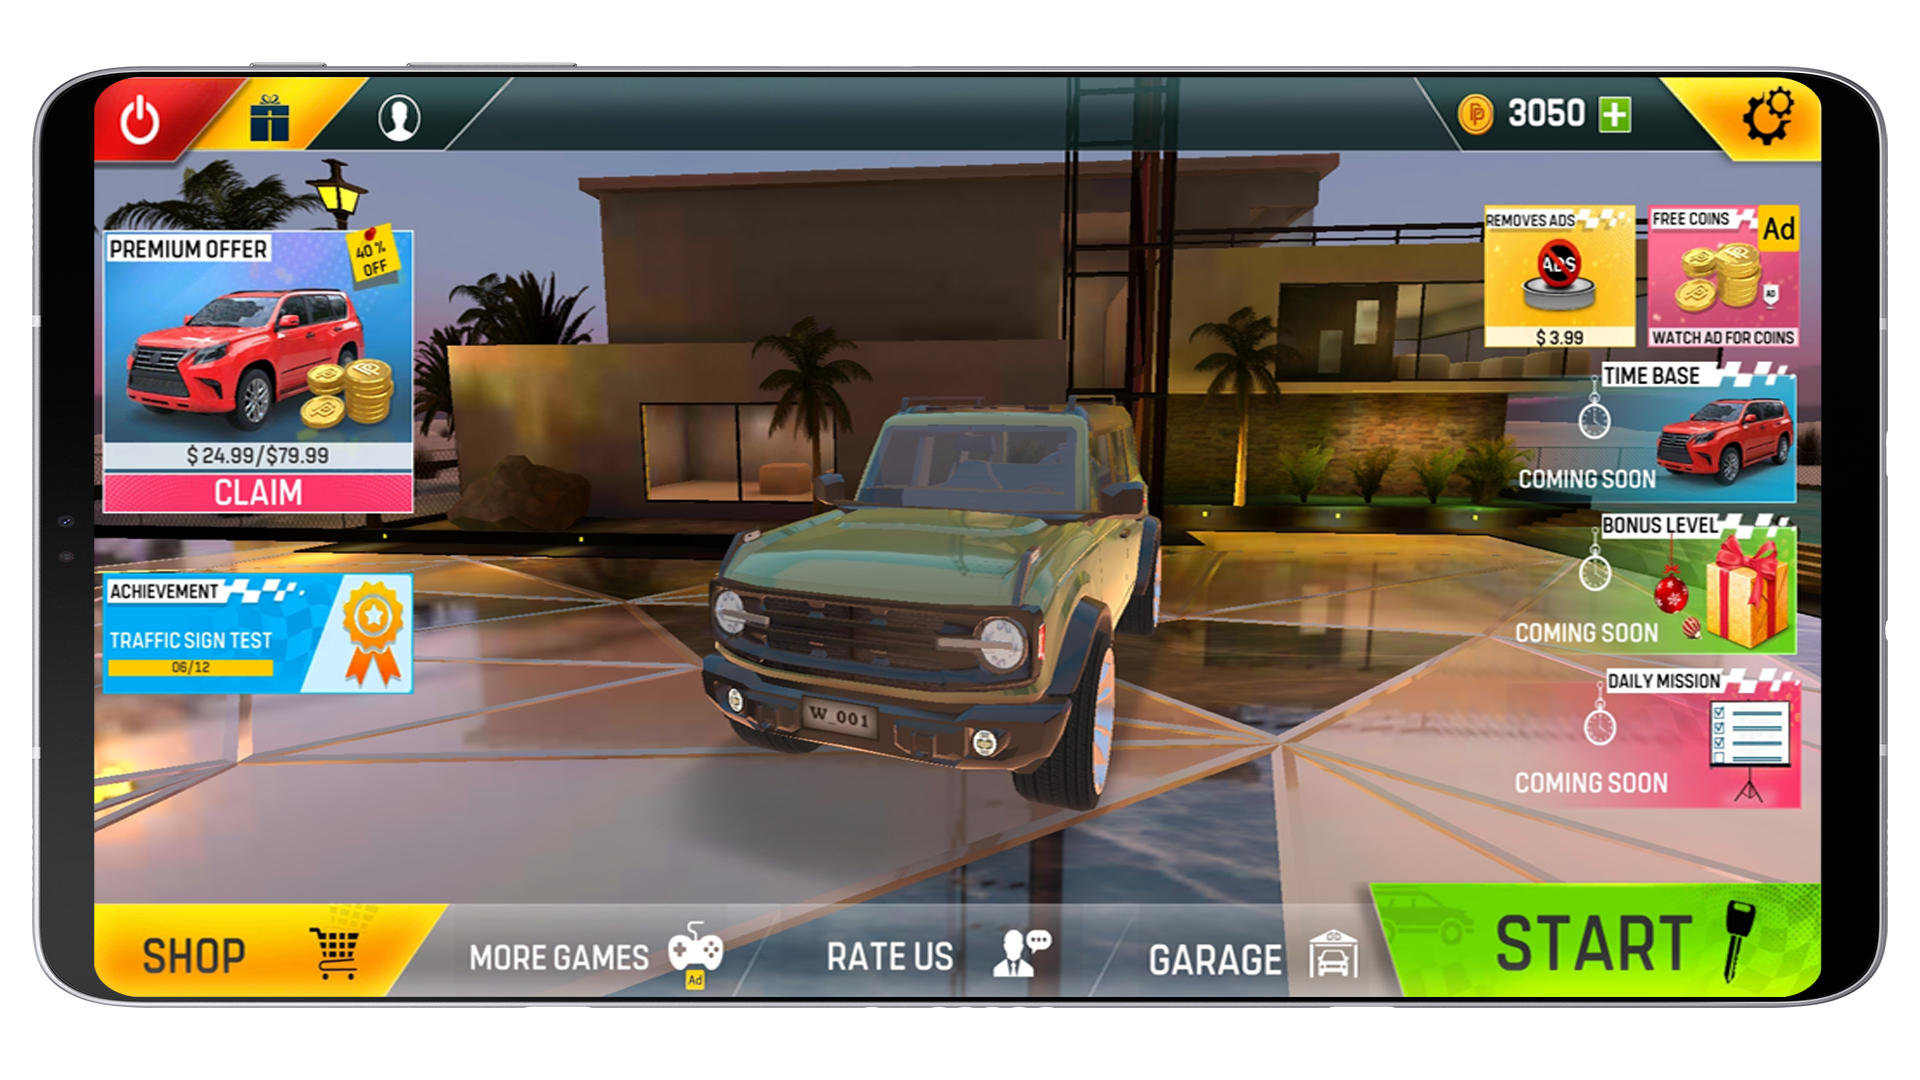 3050
PREMIUM OFFER
40 %
OFF
$ 24.99/$79.99
CLAIM
ACHIEVEMENT
TRAFFIC SIGN TEST
06/12
REMOVES ADS
ADS
$ 3.99
FREE COINS
Ad
AD
WATCH AD FOR COINS
TIME BASE
COMING SOON
BONUS LEVEL
COMING SOON
DAILY MISSION
COMING SOON
W_001
SHOP
MORE GAMES
Ad
RATE US
GARAGE
START